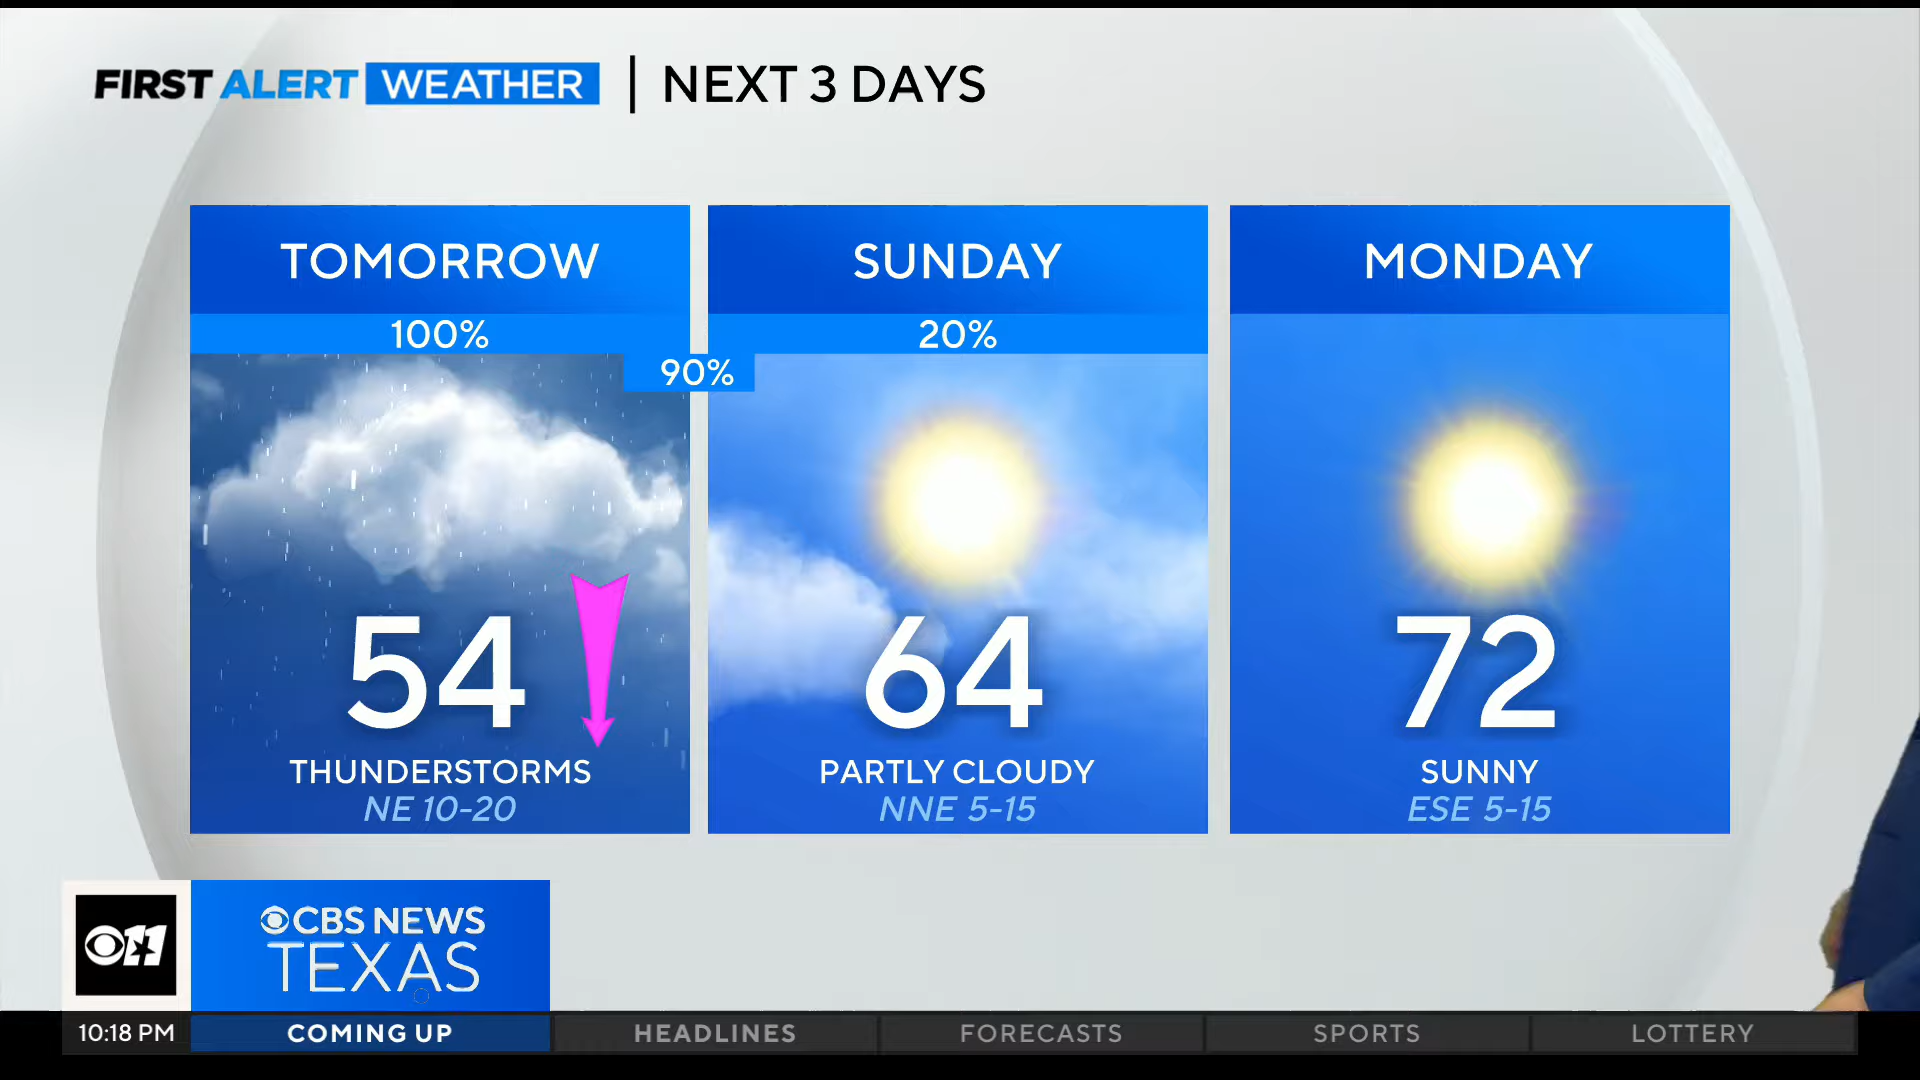 FIRST ALERT WEATHER | NEXT 3 DAYS
TOMORROW
100%
90%
54
THUNDERSTORMS
NE 10-20
SUNDAY
20%
64
PARTLY CLOUDY
NNE 5-15
MONDAY
72
SUNNY
ESE 5-15
11
CBS NEWS
TEXAS
10:18 PM
COMING UP
HEADLINES
FORECASTS
SPORTS
LOTTERY